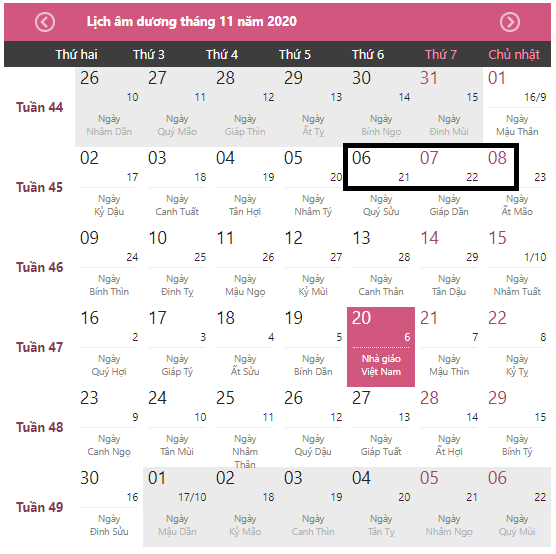 Lịch âm dương tháng 11 năm 2020
Thứ hai Thứ 3 Thứ 4 Thứ 5 Thứ 6 Thứ 7 Chủ nhật
Tuần 44
26 27 28 29 30 31 01
10 11 12 13 14 15 16/9
Ngày Ngày Ngày Ngày Ngày Ngày Ngày
Nhâm Dần Quý Mão Giáp Thìn Ất Tỵ Bính Ngọ Đinh Mùi Mậu Thân
Tuần 45
02 03 04 05 06 07 08
17 18 19 20 21 22 23
Ngày Ngày Ngày Ngày Ngày Ngày Ngày
Kỷ Dậu Canh Tuất Tân Hợi Nhâm Tý Quý Sửu Giáp Dần Ất Mão
Tuần 46
09 10 11 12 13 14 15
24 25 26 27 28 29 1/10
Ngày Ngày Ngày Ngày Ngày Ngày Ngày
Bính Thìn Đinh Tỵ Mậu Ngọ Kỷ Mùi Canh Thân Tân Dậu Nhâm Tuất
Tuần 47
16 17 18 19 20 21 22
2 3 4 5 6 7 8
Ngày Ngày Ngày Ngày Nhà giáo Ngày Ngày
Quý Hợi Giáp Tý Ất Sửu Bính Dần Việt Nam Mậu Thìn Kỷ Tỵ
Tuần 48
23 24 25 26 27 28 29
9 10 11 12 13 14 15
Ngày Ngày Ngày Ngày Ngày Ngày Ngày
Canh Ngọ Tân Mùi Nhâm Quý Dậu Giáp Tuất Ất Hợi Bính Tý
Thân
Tuần 49
30 01 02 03 04 05 06
16 17/10 18 19 20 21 22
Ngày Ngày Ngày Ngày Ngày Ngày Ngày
Đinh Sửu Mậu Dần Kỷ Mão Canh Thìn Tân Tỵ Nhâm Ngọ Quý Mùi